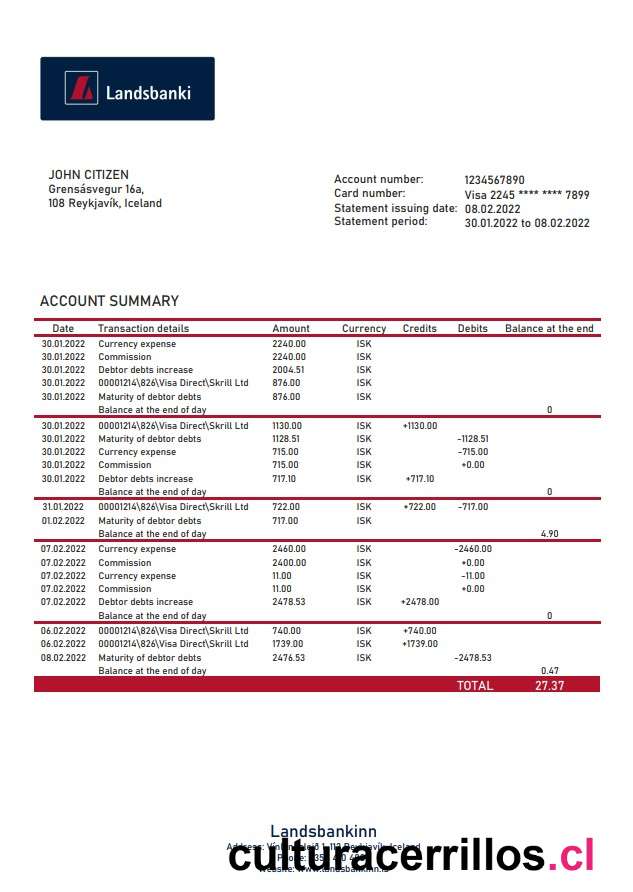 Landsbanki
JOHN CITIZEN
Grensásvegur 16a,
108 Reykjavík, Iceland
Account number: 1234567890
Card number: Visa 2245 **** **** 7899
Statement issuing date: 08.02.2022
Statement period: 30.01.2022 to 08.02.2022
ACCOUNT SUMMARY
Date Transaction details Amount Currency Credits Debits Balance at the end
30.01.2022 Currency expense 2240.00 ISK
30.01.2022 Commission 2240.00 ISK
30.01.2022 Debtor debts increase 2004.51 ISK
30.01.2022 00001214\826\Visa Direct\Skrill Ltd 876.00 ISK
30.01.2022 Maturity of debtor debts 876.00 ISK
Balance at the end of day 0
30.01.2022 00001214\826\Visa Direct\Skrill Ltd 1130.00 ISK +1130.00
30.01.2022 Maturity of debtor debts 1128.51 ISK -1128.51
30.01.2022 Currency expense 715.00 ISK -715.00
30.01.2022 Commission 715.00 ISK +0.00
30.01.2022 Debtor debts increase 717.10 ISK +717.10
Balance at the end of day 0
31.01.2022 00001214\826\Visa Direct\Skrill Ltd 722.00 ISK +722.00 -717.00
01.02.2022 Maturity of debtor debts 717.00 ISK
Balance at the end of day 4.90
07.02.2022 Currency expense 2460.00 ISK -2460.00
07.02.2022 Commission 2400.00 ISK +0.00
07.02.2022 Currency expense 11.00 ISK -11.00
07.02.2022 Commission 11.00 ISK +0.00
07.02.2022 Debtor debts increase 2478.53 ISK +2478.00
Balance at the end of day 0
06.02.2022 00001214\826\Visa Direct\Skrill Ltd 740.00 ISK +740.00
06.02.2022 00001214\826\Visa Direct\Skrill Ltd 1739.00 ISK +1739.00
08.02.2022 Maturity of debtor debts 2476.53 ISK -2478.53
Balance at the end of day 0.47
TOTAL 27.37
Landsbankinn
Address: Reykjavík, Iceland
culturacerrillos.cl
Website: www.landsbankinn.is